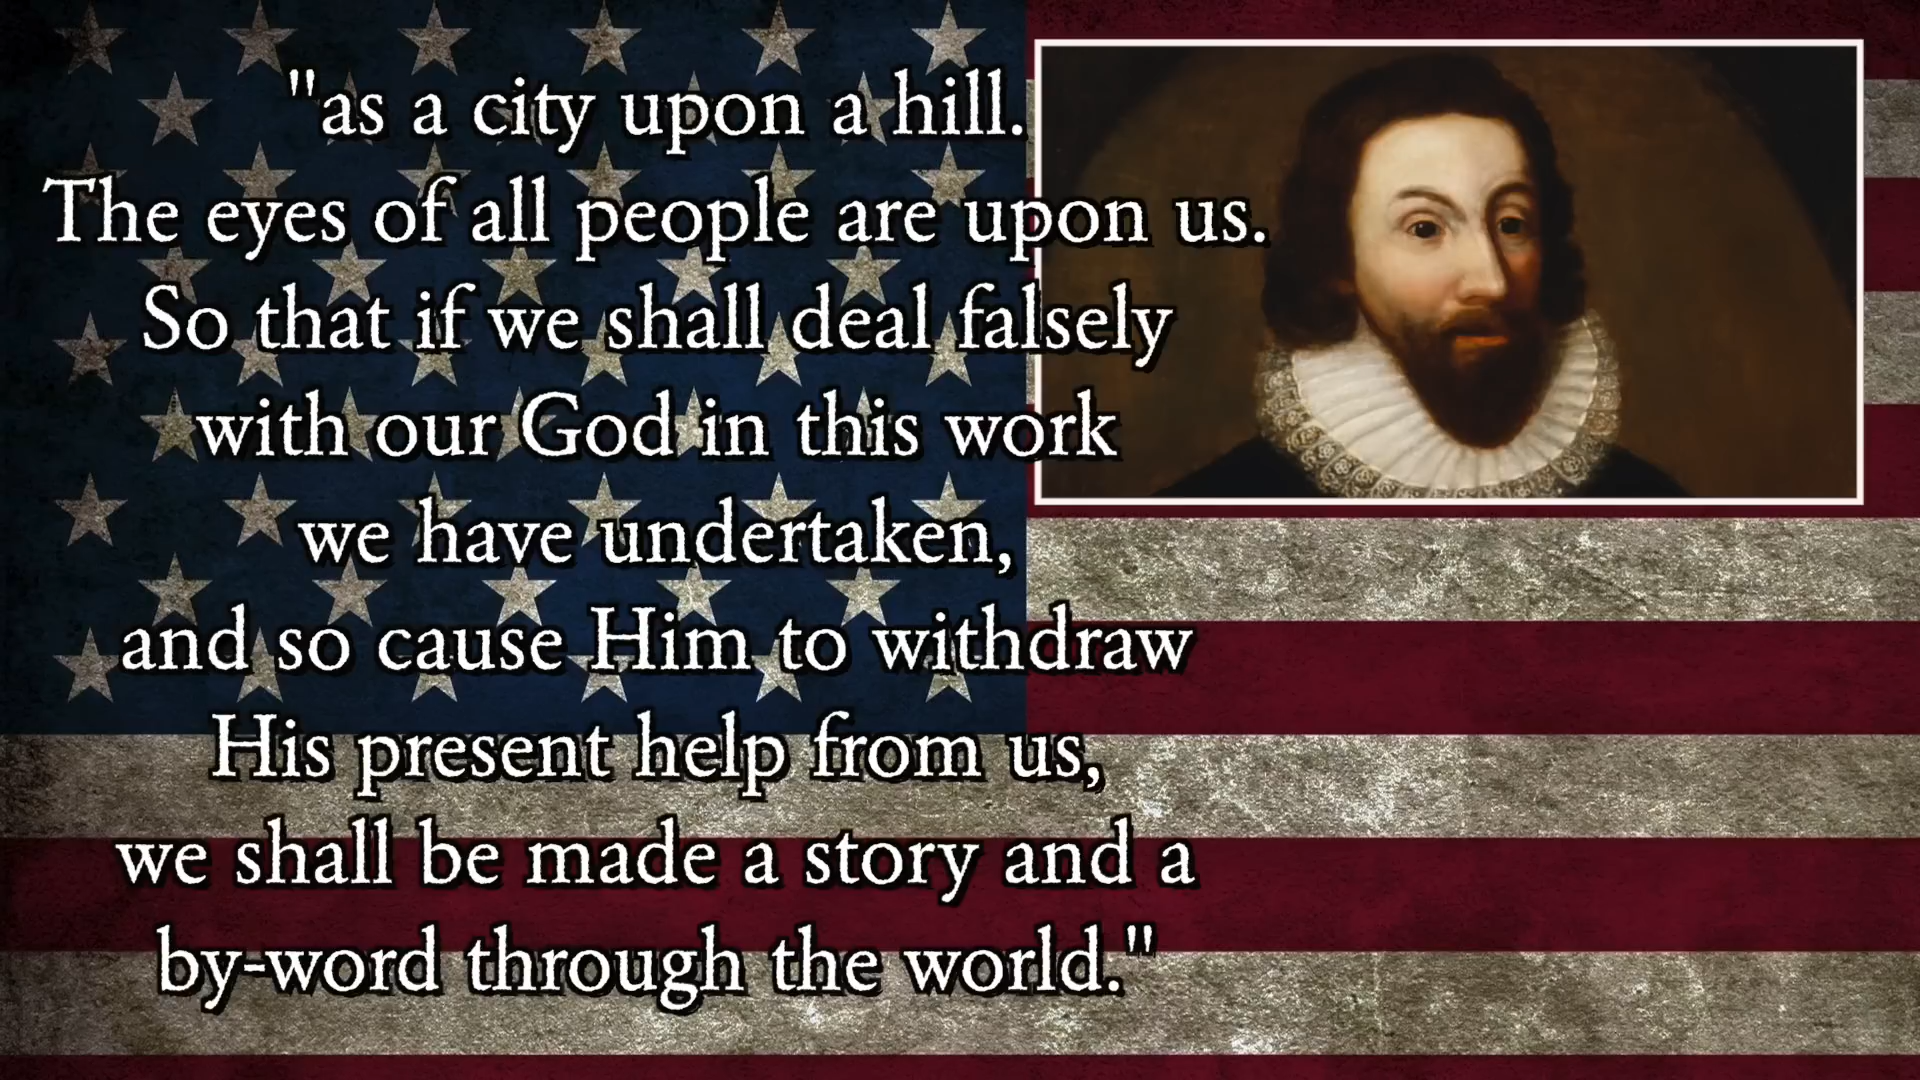 "as a city upon a hill.
The eyes of all people are upon us.
So that if we shall deal falsely
with our God in this work
we have undertaken,
and so cause Him to withdraw
His present help from us,
we shall be made a story and a
by-word through the world."